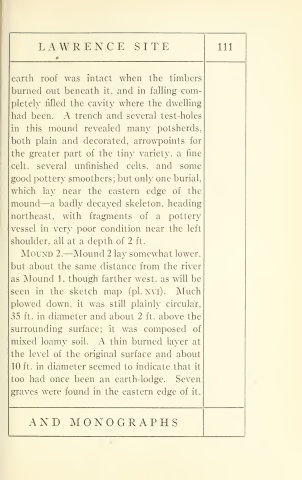 LAWRENCE SITE 111
earth roof was intact when the timbers
burned out beneath it, and in falling com-
pletely filled the cavity where the dwelling
had been. A trench and several test-holes
in this mound revealed many potsherds,
both plain and decorated, arrowpoints for
the greater part of the tiny variety, a fine
celt, several unfinished celts, and some
good pottery smoothers; but only one burial,
which lay near the eastern edge of the
mound—a badly decayed skeleton, heading
northeast, with fragments of a pottery
vessel in very poor condition near the left
shoulder, all at a depth of 2 ft.
MOUND 2.—Mound 2 lay somewhat lower,
but about the same distance from the river
as Mound 1, though farther west, as will be
seen in the sketch map (pl. XVI). Much
plowed down, it was still plainly circular,
35 ft. in diameter and about 2 ft. above the
surrounding surface; it was composed of
mixed loamy soil. A thin burned layer at
the level of the original surface and about
10 ft. in diameter seemed to indicate that it
too had once been an earth-lodge. Seven
graves were found in the eastern edge of it,
AND MONOGRAPHS